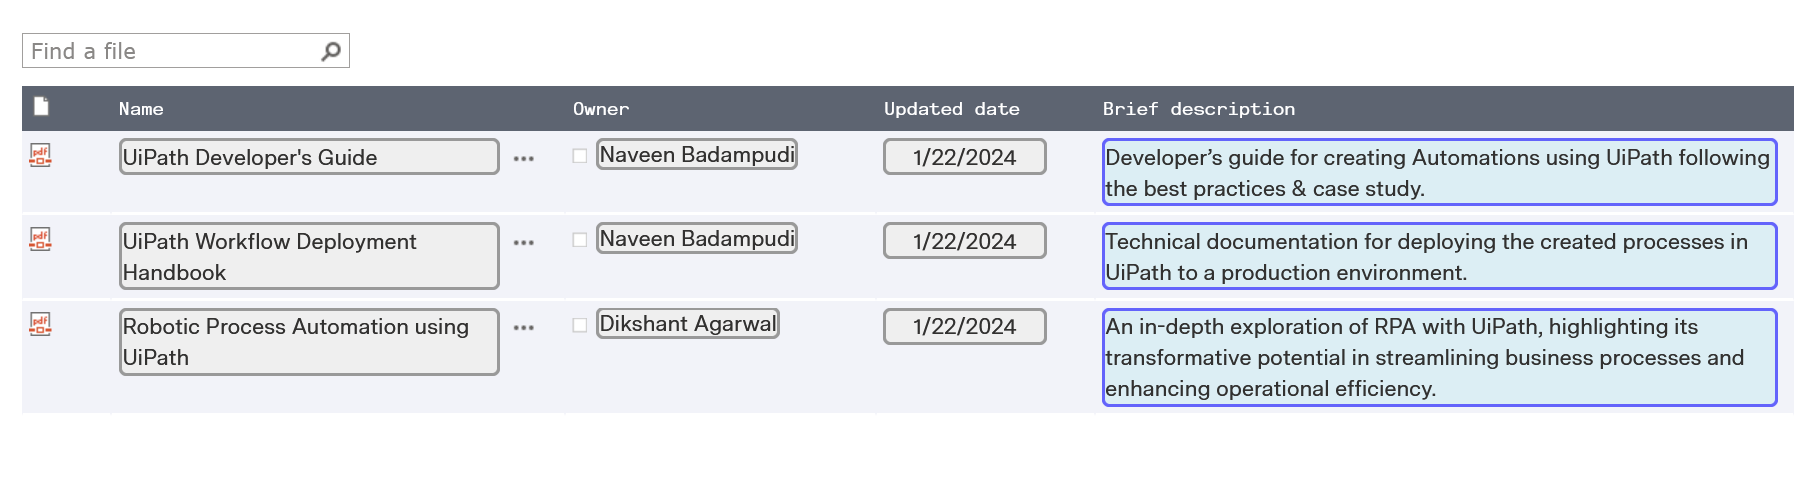 Find a file
Name Owner Updated date Brief description
pdf UiPath Developer's Guide Naveen Badampudi 1/22/2024 Developer’s guide for creating Automations using UiPath following
the best practices & case study.
pdf UiPath Workflow Deployment Naveen Badampudi 1/22/2024 Technical documentation for deploying the created processes in
Handbook UiPath to a production environment.
pdf Robotic Process Automation using Dikshant Agarwal 1/22/2024 An in-depth exploration of RPA with UiPath, highlighting its
UiPath transformative potential in streamlining business processes and
enhancing operational efficiency.